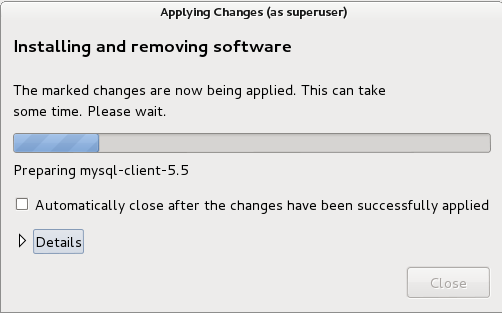 Applying Changes (as superuser)
Installing and removing software
The marked changes are now being applied. This can take
some time. Please wait.
Preparing mysql-client-5.5
Automatically close after the changes have been successfully applied
Details
Close